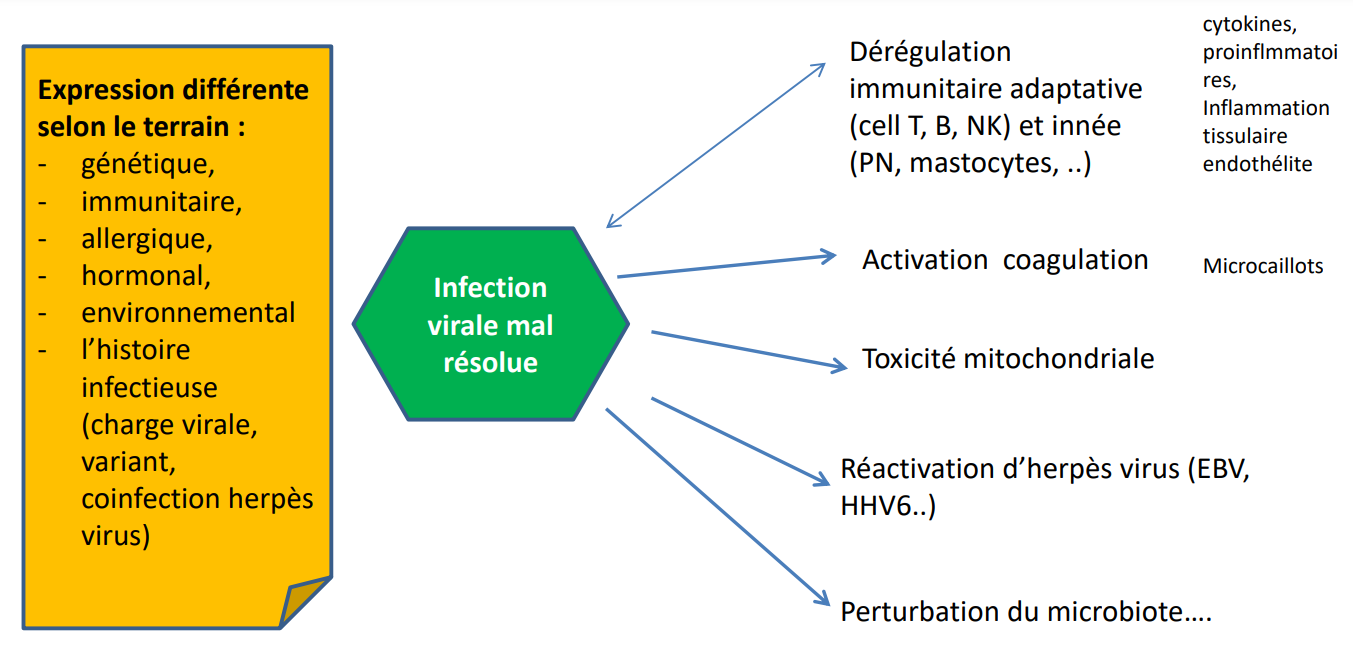 Expression différente
selon le terrain :
- génétique,
- immunitaire,
- allergique,
- hormonal,
- environnemental
- l’histoire
infectieuse
(charge virale,
variant,
coinfection herpès
virus)
Infection
virale mal
résolue
Dérégulation
immunitaire adaptative
(cell T, B, NK) et innée
(PN, mastocytes, ..)
cytokines,
proinflmmatoi
res,
Inflammation
tissulaire
endothélite
Activation coagulation
Microcaillots
Toxicité mitochondriale
Réactivation d’herpès virus (EBV,
HHV6..)
Perturbation du microbiote....